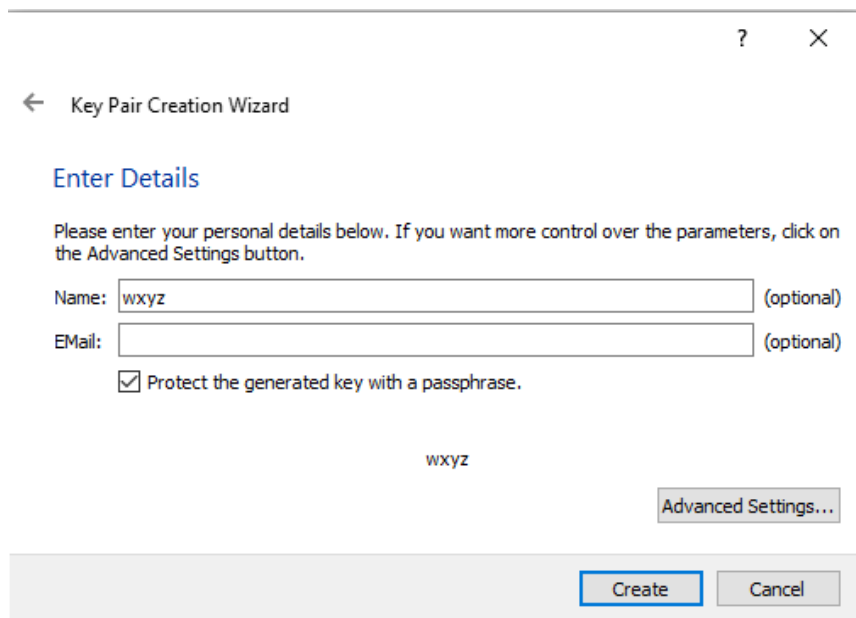 ?
Key Pair Creation Wizard
Enter Details
Please enter your personal details below. If you want more control over the parameters, click on
the Advanced Settings button.
Name: wxyz (optional)
EMail: (optional)
Protect the generated key with a passphrase.
wxyz
Advanced Settings...
Create Cancel